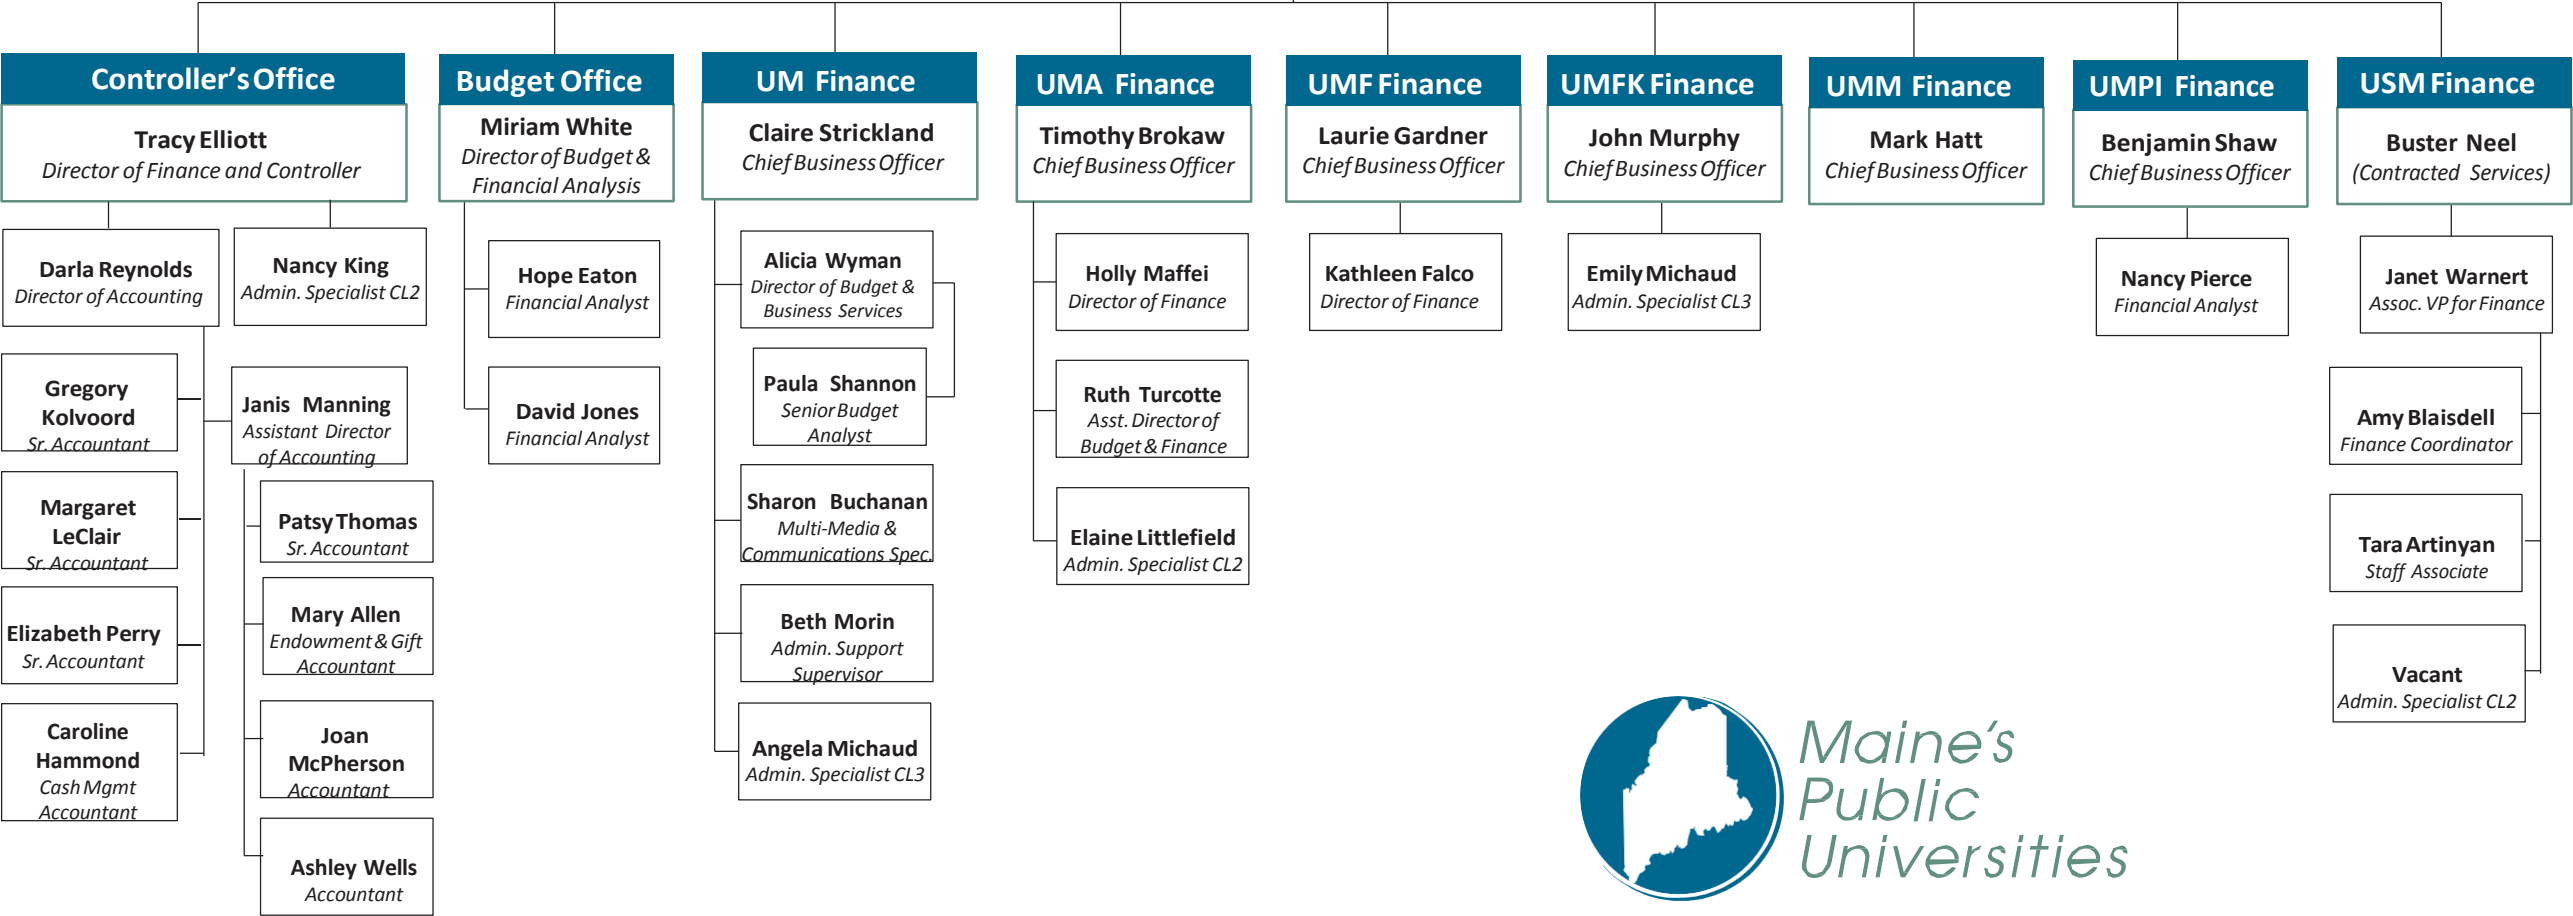 Controller's Office
Tracy Elliott
Director of Finance and Controller
Darla Reynolds
Director of Accounting
Nancy King
Admin. Specialist CL2
Gregory
Kolvoord
Sr. Accountant
Margaret
LeClair
Sr. Accountant
Elizabeth Perry
Sr. Accountant
Caroline
Hammond
Cash Mgmt
Accountant
Janis Manning
Assistant Director
of Accounting
Patsy Thomas
Sr. Accountant
Mary Allen
Endowment & Gift
Accountant
Joan
McPherson
Accountant
Ashley Wells
Accountant
Budget Office
Miriam White
Director of Budget &
Financial Analysis
Hope Eaton
Financial Analyst
David Jones
Financial Analyst
UM Finance
Claire Strickland
Chief Business Officer
Alicia Wyman
Director of Budget &
Business Services
Paula Shannon
Senior Budget
Analyst
Sharon Buchanan
Multi-Media &
Communications Spec.
Beth Morin
Admin. Support
Supervisor
Angela Michaud
Admin. Specialist CL3
UMA Finance
Timothy Brokaw
Chief Business Officer
Holly Maffei
Director of Finance
Ruth Turcotte
Asst. Director of
Budget & Finance
Elaine Littlefield
Admin. Specialist CL2
UMF Finance
Laurie Gardner
Chief Business Officer
Kathleen Falco
Director of Finance
UMFK Finance
John Murphy
Chief Business Officer
Emily Michaud
Admin. Specialist CL3
UMM Finance
Mark Hatt
Chief Business Officer
UMPI Finance
Benjamin Shaw
Chief Business Officer
Nancy Pierce
Financial Analyst
USM Finance
Buster Neel
(Contracted Services)
Janet Warnert
Assoc. VP for Finance
Amy Blaisdell
Finance Coordinator
Tara Artinyan
Staff Associate
Vacant
Admin. Specialist CL2
Maine's
Public
Universities